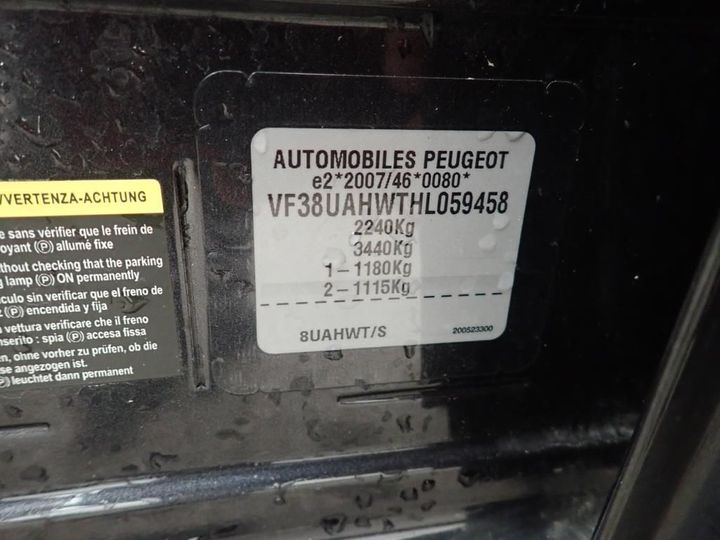 VERTENZA-ACHTUNG
e sans vérifier que le frein de
oyant (P) allumé fixe
thout checking that the parking
g lamp (P) ON permanently
culo sin verificar que el freno de
z (P) encendida y fija
a vettura verificare che il freno
nserito : spia (P) accesa fissa
en, ohne vorher zu prüfen, ob die
se angezogen ist.
(P) leuchtet dann permanent
AUTOMOBILES PEUGEOT
e2*2007/46*0080*
VF38UAHWTHL059458
2240Kg
3440Kg
1-1180Kg
2-1115Kg
8UAHWT/S
200523300